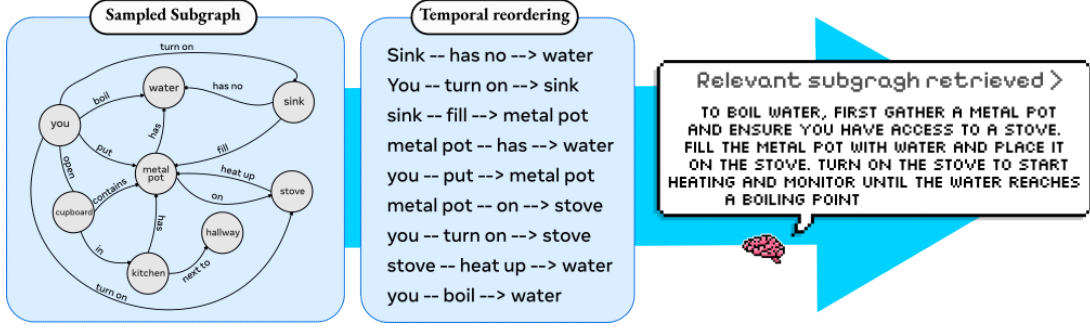 Sampled Subgraph
turn on
water
has no
sink
boil
you
has
put
fill
open
metal
pot
heat up
stove
contains
on
cupboard
has
hallway
in
kitchen
next to
turn on
Temporal reordering
Sink -- has no --> water
You -- turn on --> sink
sink -- fill --> metal pot
metal pot -- has --> water
you -- put --> metal pot
metal pot -- on --> stove
you -- turn on --> stove
stove -- heat up --> water
you -- boil --> water
Relevant subgragh retrieved >
TO BOIL WATER, FIRST GATHER A METAL POT
AND ENSURE YOU HAVE ACCESS TO A STOVE.
FILL THE METAL POT WITH WATER AND PLACE IT
ON THE STOVE. TURN ON THE STOVE TO START
HEATING AND MONITOR UNTIL THE WATER REACHES
A BOILING POINT